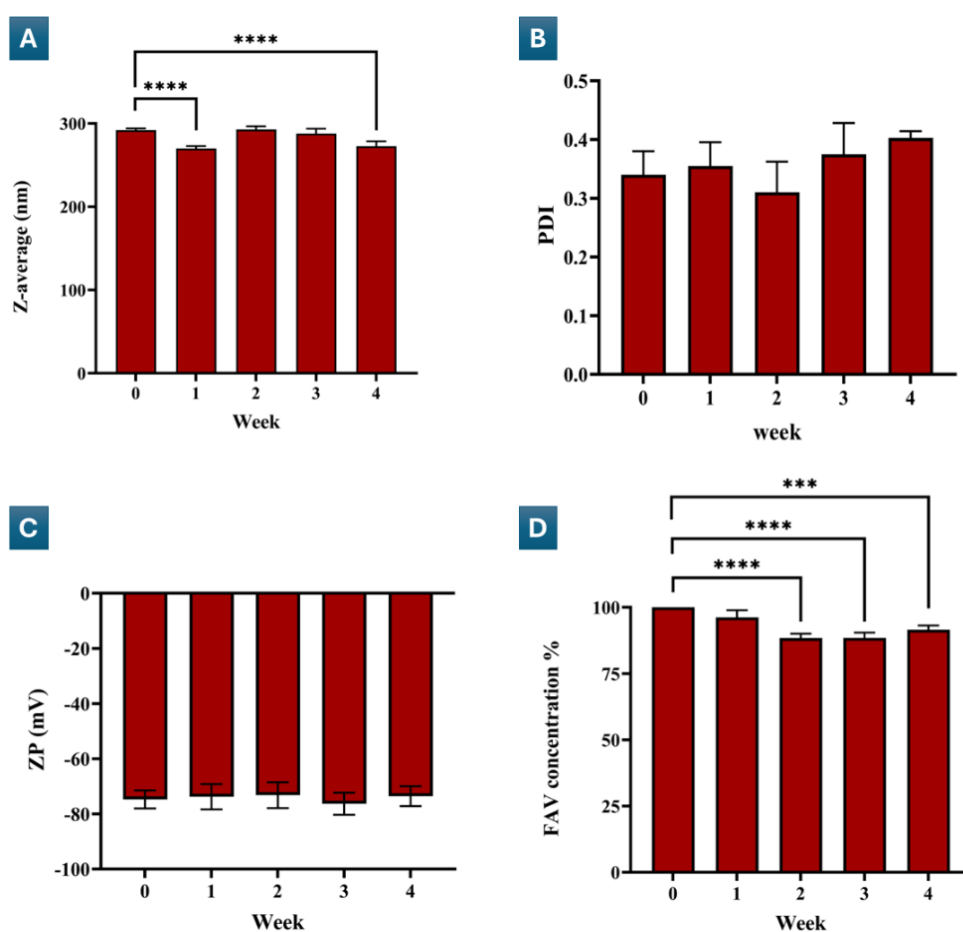 A
****
****
Z-average (nm)
300
200
100
0
0 1 2 3 4
Week
B
PDI
0.5
0.4
0.3
0.2
0.1
0.0
0 1 2 3 4
week
C
ZP (mV)
0
-20
-40
-60
-80
-100
0 1 2 3 4
Week
D
***
****
****
FAV concentration %
100
75
50
25
0
0 1 2 3 4
Week